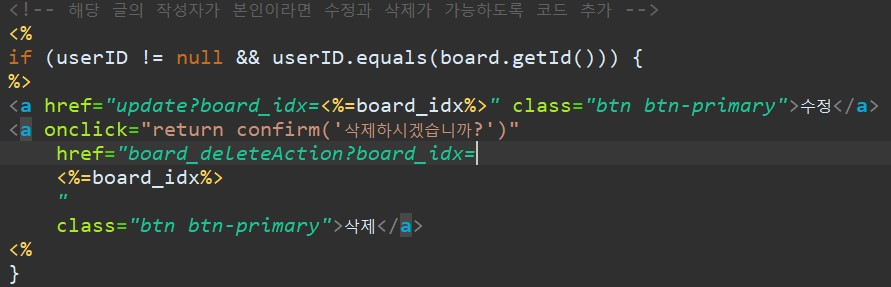 <!-- 해당 글의 작성자가 본인이라면 수정과 삭제가 가능하도록 코드 추가 -->
<%
if (userID != null && userID.equals(board.getId())) {
%>
<a href="update?board_idx=<%=board_idx%>" class="btn btn-primary">수정</a>
<a onclick="return confirm('삭제하시겠습니까?')"
href="board_deleteAction?board_idx=
<%=board_idx%>
"
class="btn btn-primary">삭제</a>
<%
}